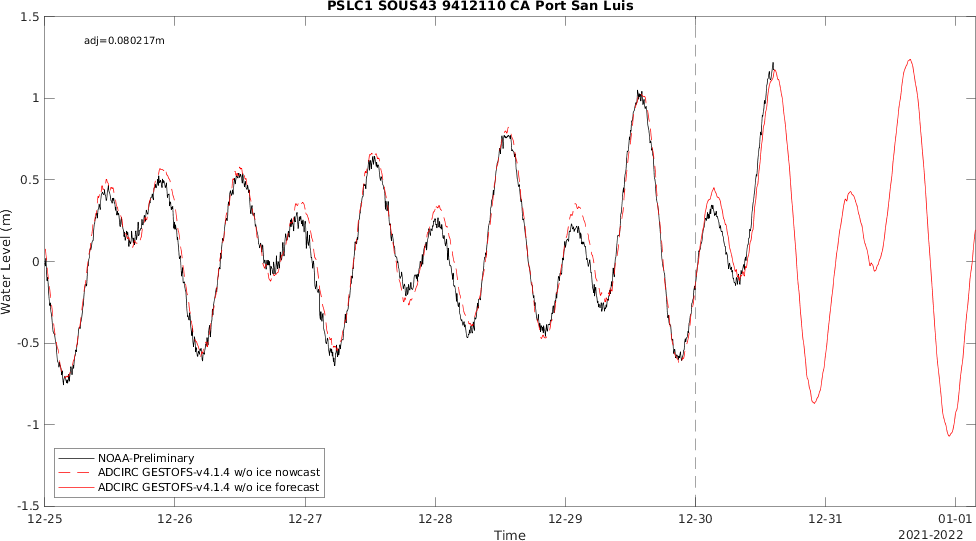 PSLC1 SOUS43 9412110 CA Port San Luis
adj=0.080217m
1.5
1
0.5
0
-0.5
-1
-1.5
Water Level (m)
NOAA-Preliminary
ADCIRC GESTOFS-v4.1.4 w/o ice nowcast
ADCIRC GESTOFS-v4.1.4 w/o ice forecast
12-25 12-26 12-27 12-28 12-29 12-30 12-31 01-01
Time
2021-2022